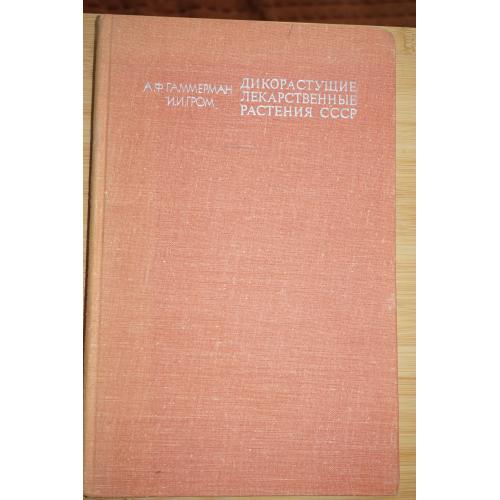 А.Ф.ГАММЕРМАН
И.И.ГРОМ
ДИКОРАСТУЩИЕ
ЛЕКАРСТВЕННЫЕ
РАСТЕНИЯ СССР